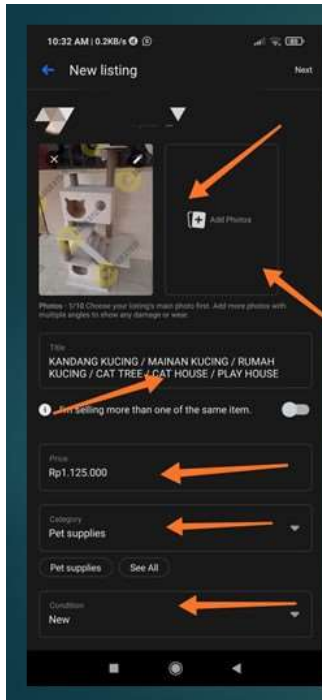 10:32 AM | 0.2KB/s
New listing
Next
Add Photos
Photos - 1/10 Choose your listing's main photo first. Add more photos with
multiple angles to show any damage or wear.
Title
KANDANG KUCING / MAINAN KUCING / RUMAH
KUCING / CAT TREE / CAT HOUSE / PLAY HOUSE
I'm selling more than one of the same item.
Price
Rp1.125.000
Category
Pet supplies
Pet supplies
See All
Condition
New